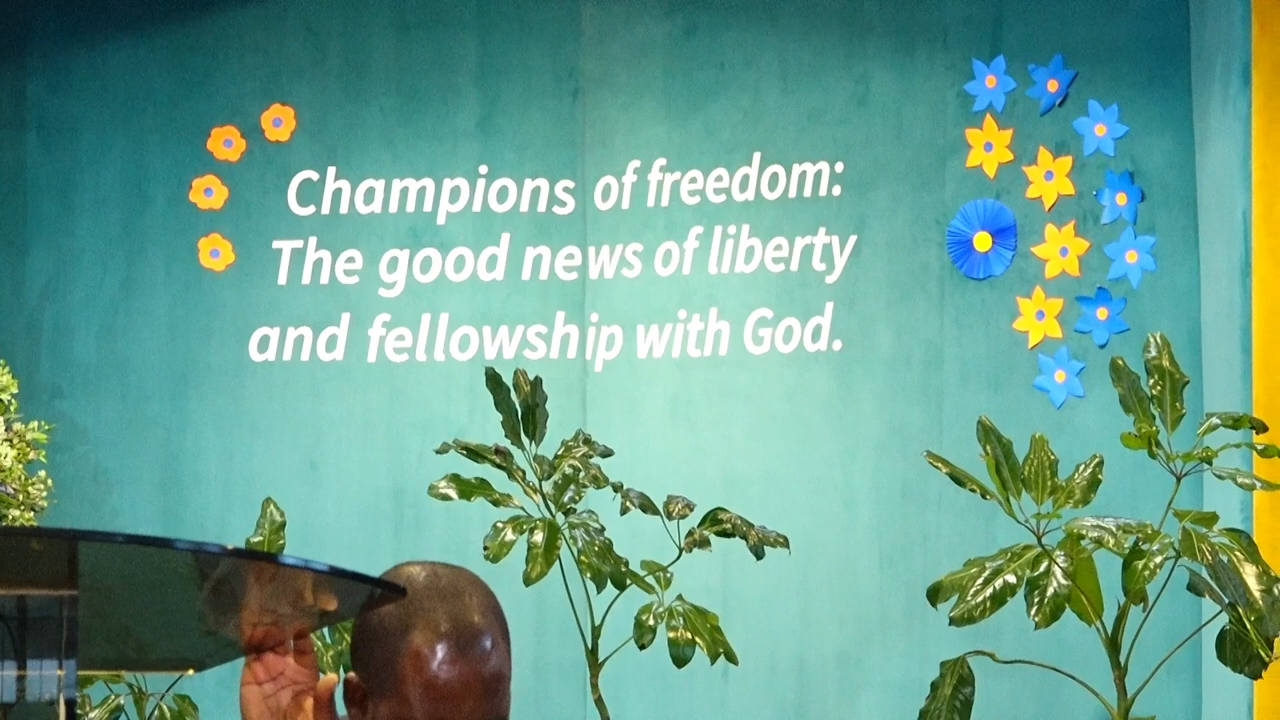 Champions of freedom:
The good news of liberty
and fellowship with God.